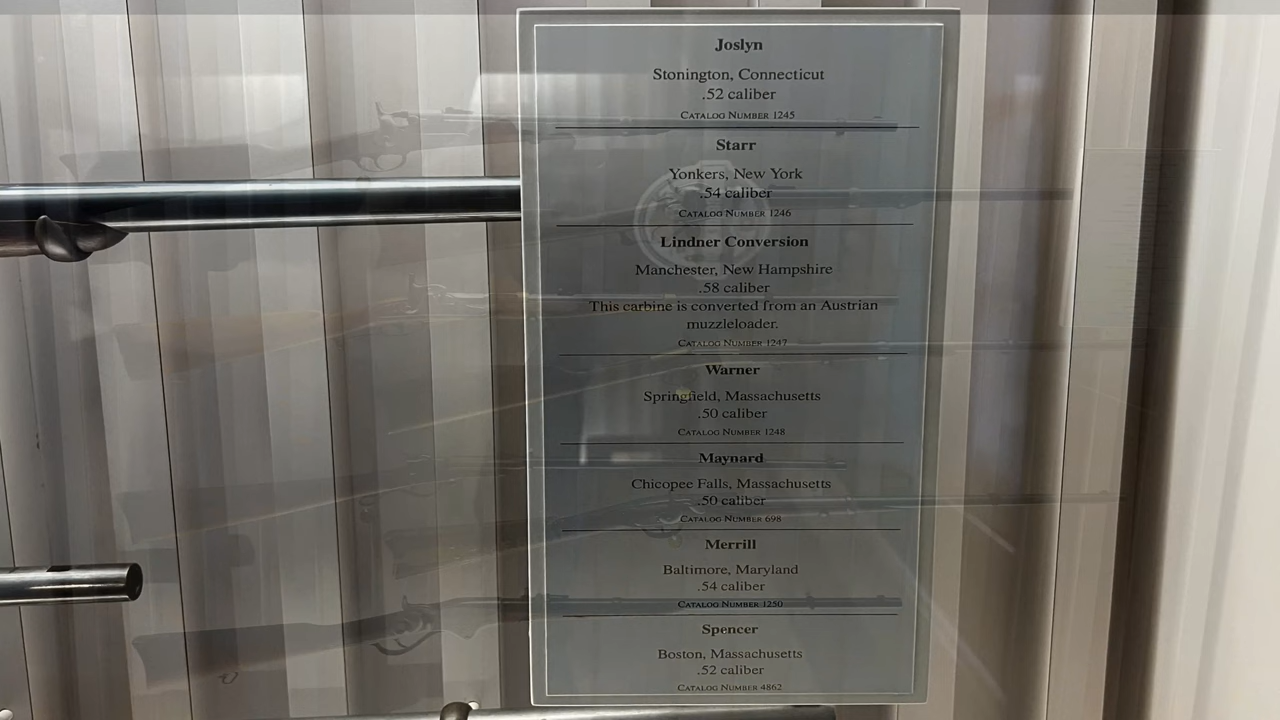 Joslyn
Stonington, Connecticut
.52 caliber
Catalog Number 1245
Starr
Yonkers, New York
.54 caliber
Catalog Number 1246
Lindner Conversion
Manchester, New Hampshire
.58 caliber
This carbine is converted from an Austrian
muzzleloader.
Catalog Number 1247
Warner
Springfield, Massachusetts
.50 caliber
Catalog Number 1248
Maynard
Chicopee Falls, Massachusetts
.50 caliber
Catalog Number 698
Merrill
Baltimore, Maryland
.54 caliber
Catalog Number 1250
Spencer
Boston, Massachusetts
.52 caliber
Catalog Number 4862